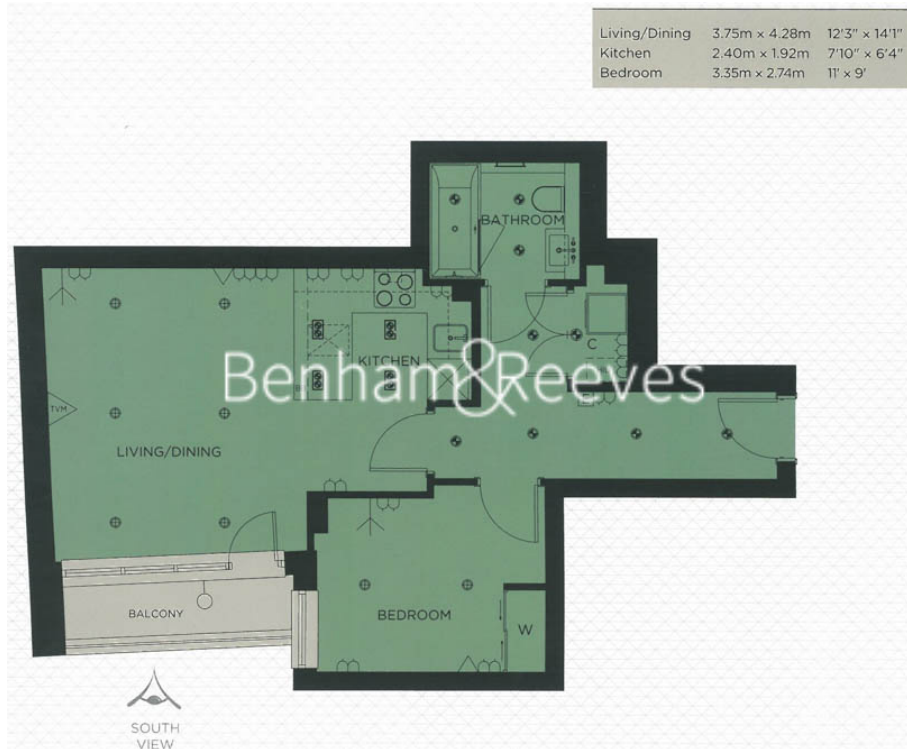 Living/Dining 3.75m × 4.28m 12'3" × 14'1"
Kitchen 2.40m × 1.92m 7'10" × 6'4"
Bedroom 3.35m × 2.74m 11' × 9'
BATHROOM
C
KITCHEN
Benham&Reeves
TVM
LIVING/DINING
BALCONY
BEDROOM
W
SOUTH
VIEW